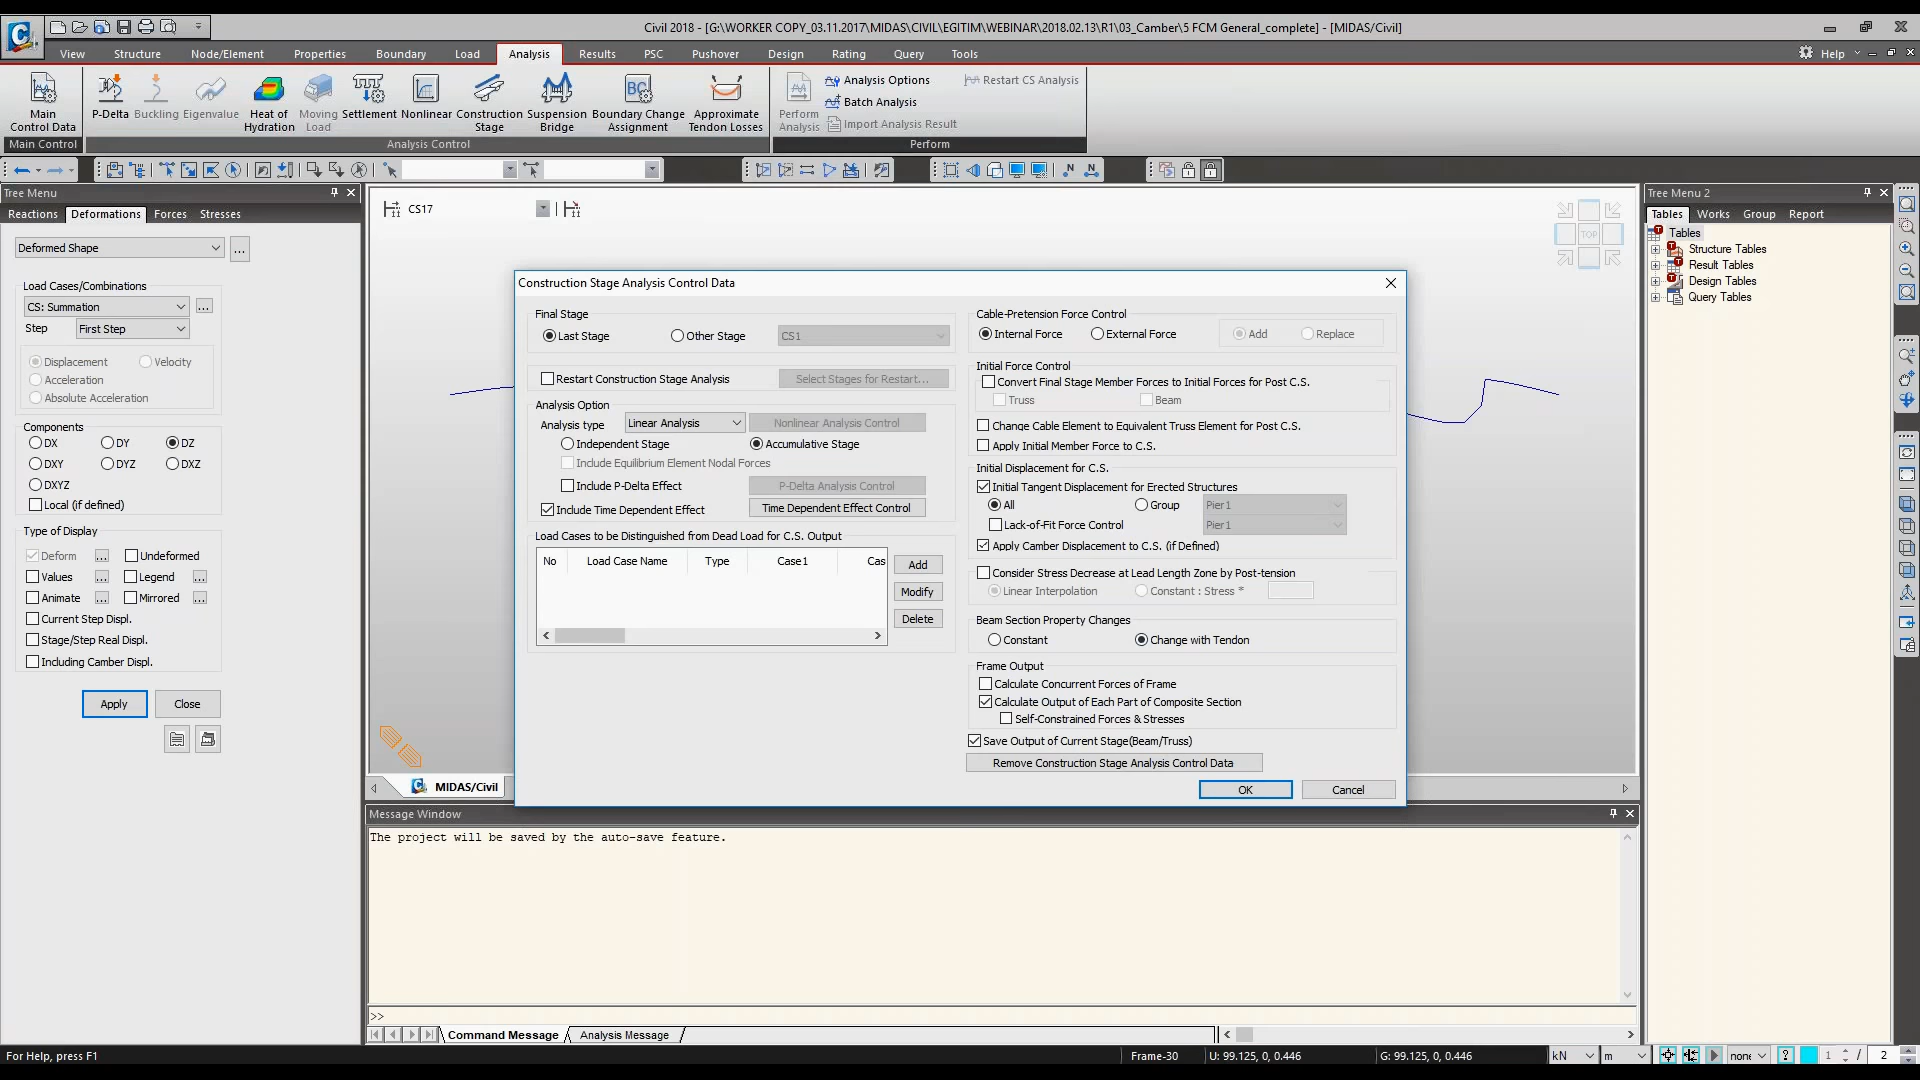 Civil 2018 - [G:\WORKER COPY_03.11.2017\MIDAS\CIVIL\EGITIM\WEBINAR\2018.02.13\R1\03_Camber\5 FCM General_complete] - [MIDAS/Civil]
View Structure Node/Element Properties Boundary Load Analysis Results PSC Pushover Design Rating Query Tools Help
Main Control Data
P-Delta Buckling Eigenvalue Heat of Hydration Moving Load Settlement Nonlinear Construction Stage Suspension Bridge Boundary Change Assignment Approximate Tendon Losses
Perform Analysis
Analysis Options
Restart CS Analysis
Batch Analysis
Import Analysis Result
Main Control Analysis Control Perform
Tree Menu
Reactions Deformations Forces Stresses
Deformed Shape ...
Load Cases/Combinations
CS: Summation ...
Step First Step
Displacement Velocity
Acceleration
Absolute Acceleration
Components
DX DY DZ
DXY DYZ DXZ
DXYZ
Local (if defined)
Type of Display
Deform ... Undeformed
Values ... Legend ...
Animate ... Mirrored ...
Current Step Displ.
Stage/Step Real Displ.
Including Camber Displ.
Apply Close
CS17
TOP
Construction Stage Analysis Control Data
Final Stage
Last Stage Other Stage CS1
Restart Construction Stage Analysis Select Stages for Restart...
Analysis Option
Analysis type Linear Analysis Nonlinear Analysis Control
Independent Stage Accumulative Stage
Include Equilibrium Element Nodal Forces
Include P-Delta Effect P-Delta Analysis Control
Include Time Dependent Effect Time Dependent Effect Control
Load Cases to be Distinguished from Dead Load for C.S. Output
No Load Case Name Type Case1 Cas
Add
Modify
Delete
Cable-Pretension Force Control
Internal Force External Force Add Replace
Initial Force Control
Convert Final Stage Member Forces to Initial Forces for Post C.S.
Truss Beam
Change Cable Element to Equivalent Truss Element for Post C.S.
Apply Initial Member Force to C.S.
Initial Displacement for C.S.
Initial Tangent Displacement for Erected Structures
All Group Pier1
Lack-of-Fit Force Control Pier1
Apply Camber Displacement to C.S. (if Defined)
Consider Stress Decrease at Lead Length Zone by Post-tension
Linear Interpolation Constant : Stress *
Beam Section Property Changes
Constant Change with Tendon
Frame Output
Calculate Concurrent Forces of Frame
Calculate Output of Each Part of Composite Section
Self-Constrained Forces & Stresses
Save Output of Current Stage(Beam/Truss)
Remove Construction Stage Analysis Control Data
OK Cancel
MIDAS/Civil
Message Window
The project will be saved by the auto-save feature.
>>
Command Message Analysis Message
Tree Menu 2
Tables Works Group Report
Tables
Structure Tables
Result Tables
Design Tables
Query Tables
For Help, press F1 Frame-30 U: 99.125, 0, 0.446 G: 99.125, 0, 0.446 kN m none ? 1 / 2